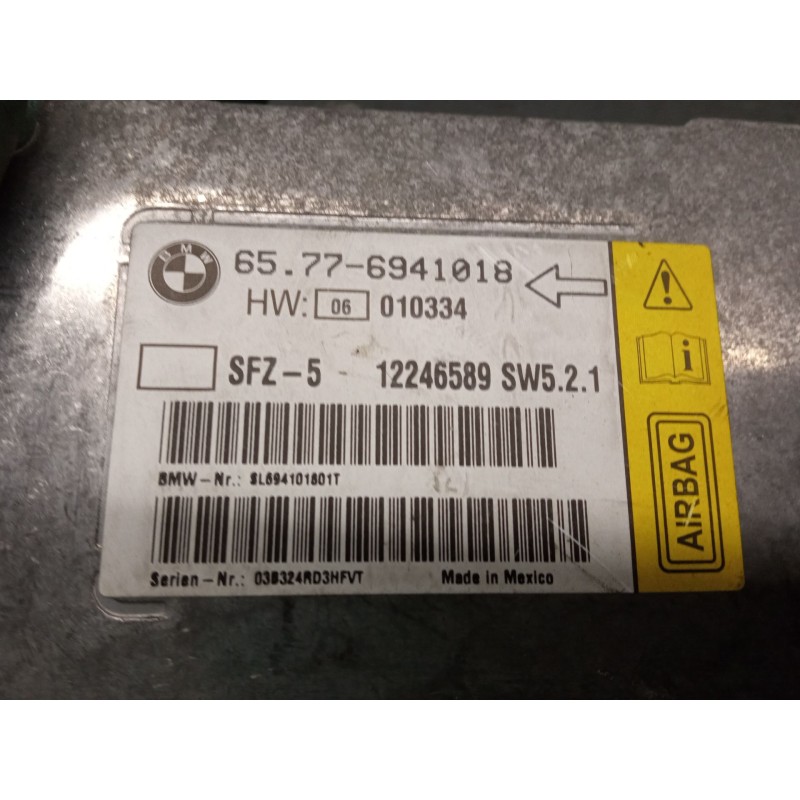 BMW
65.77-6941018
HW: 06 010334
SFZ-5 12246589 SW5.2.1
BMW-Nr.: SL694101801T
Serien-Nr.: 03B324RD3HFVT Made in Mexico
i
AIRBAG